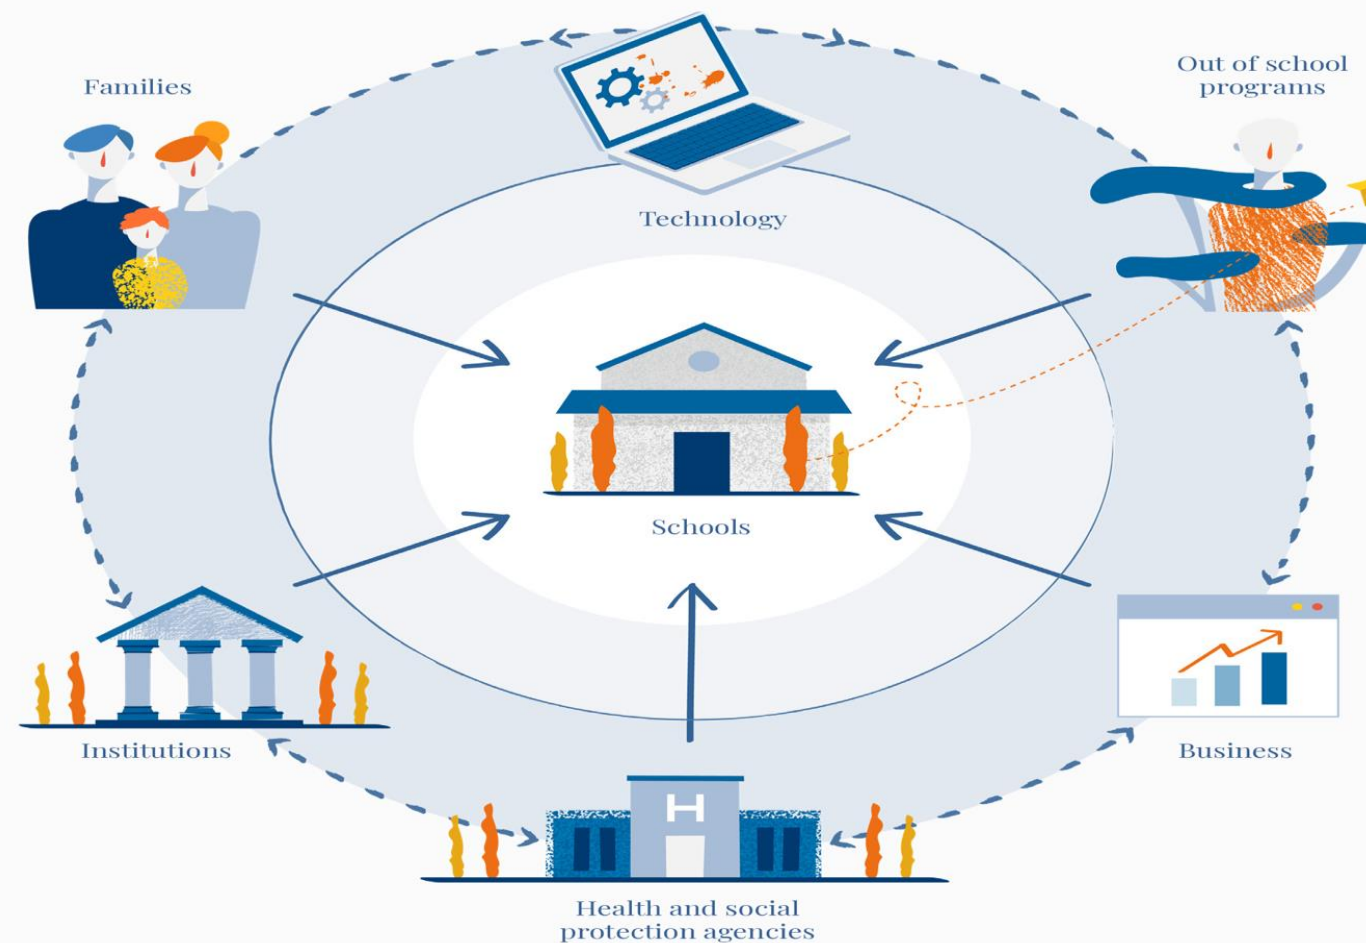 Families
Technology
Out of school
programs
Schools
Institutions
Business
H
Health and social
protection agencies